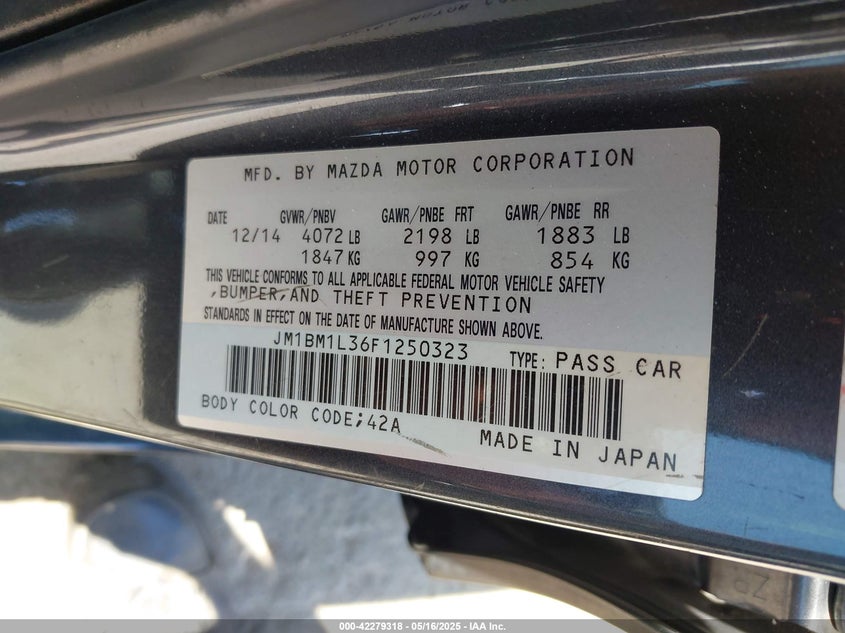 MFD. BY MAZDA MOTOR CORPORATION
DATE GVWR/PNBV GAWR/PNBE FRT GAWR/PNBE RR
12/14 4072 LB 2198 LB 1883 LB
1847 KG 997 KG 854 KG
THIS VEHICLE CONFORMS TO ALL APPLICABLE FEDERAL MOTOR VEHICLE SAFETY
,BUMPER,AND THEFT PREVENTION
STANDARDS IN EFFECT ON THE DATE OF MANUFACTURE SHOWN ABOVE.
JM1BM1L36F1250323 TYPE: PASS CAR
BODY COLOR CODE;42A
MADE IN JAPAN
000-42279318 - 05/16/2025 - IAA Inc.